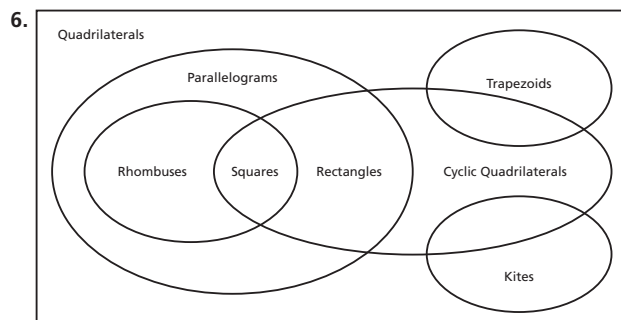 6.
Quadrilaterals
Parallelograms
Trapezoids
Rhombuses
Squares
Rectangles
Cyclic Quadrilaterals
Kites